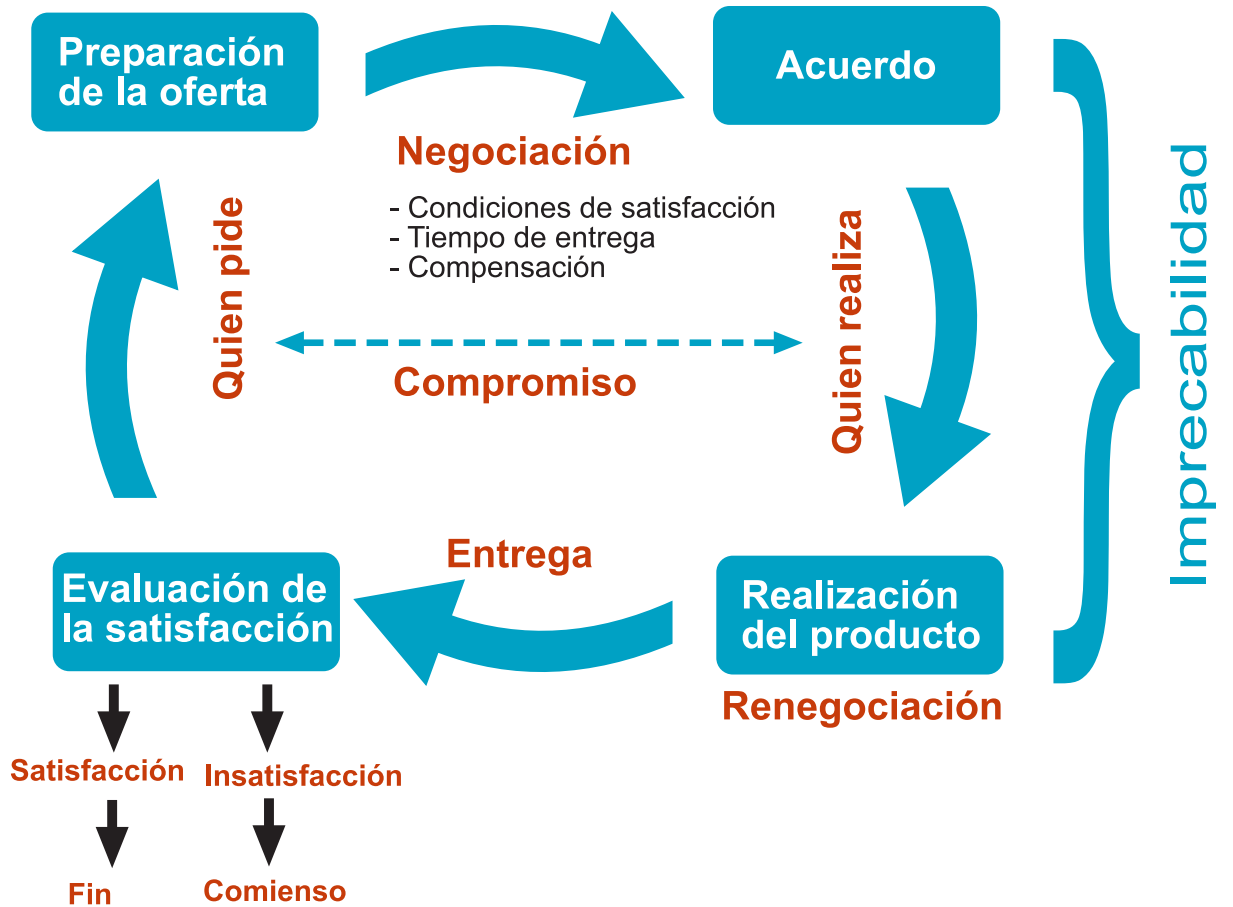 Preparación
de la oferta
Acuerdo
Negociación
- Condiciones de satisfacción
- Tiempo de entrega
- Compensación
Quien pide
Quien realiza
Compromiso
Imprecabilidad
Entrega
Evaluación de
la satisfacción
Realización
del producto
Renegociación
Satisfacción
Insatisfacción
Fin
Comienso